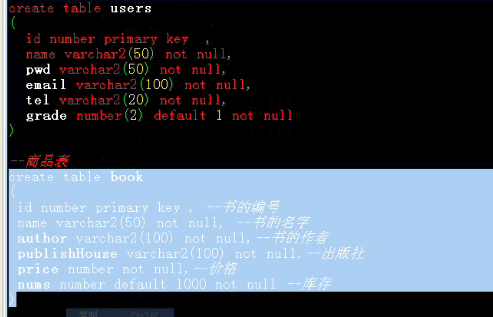 create table users
(
id number primary key ,
name varchar2(50) not null,
pwd varchar2(50) not null,
email varchar2(100) not null,
tel varchar2(20) not null,
grade number(2) default 1 not null
)
--商品表
create table book
(
id number primary key , --书的编号
name varchar2(50) not null, --书的名字
author varchar2(100) not null,--书的作者
publishHouse varchar2(100) not null,--出版社
price number not null,--价格
nums number default 1000 not null --库存
)